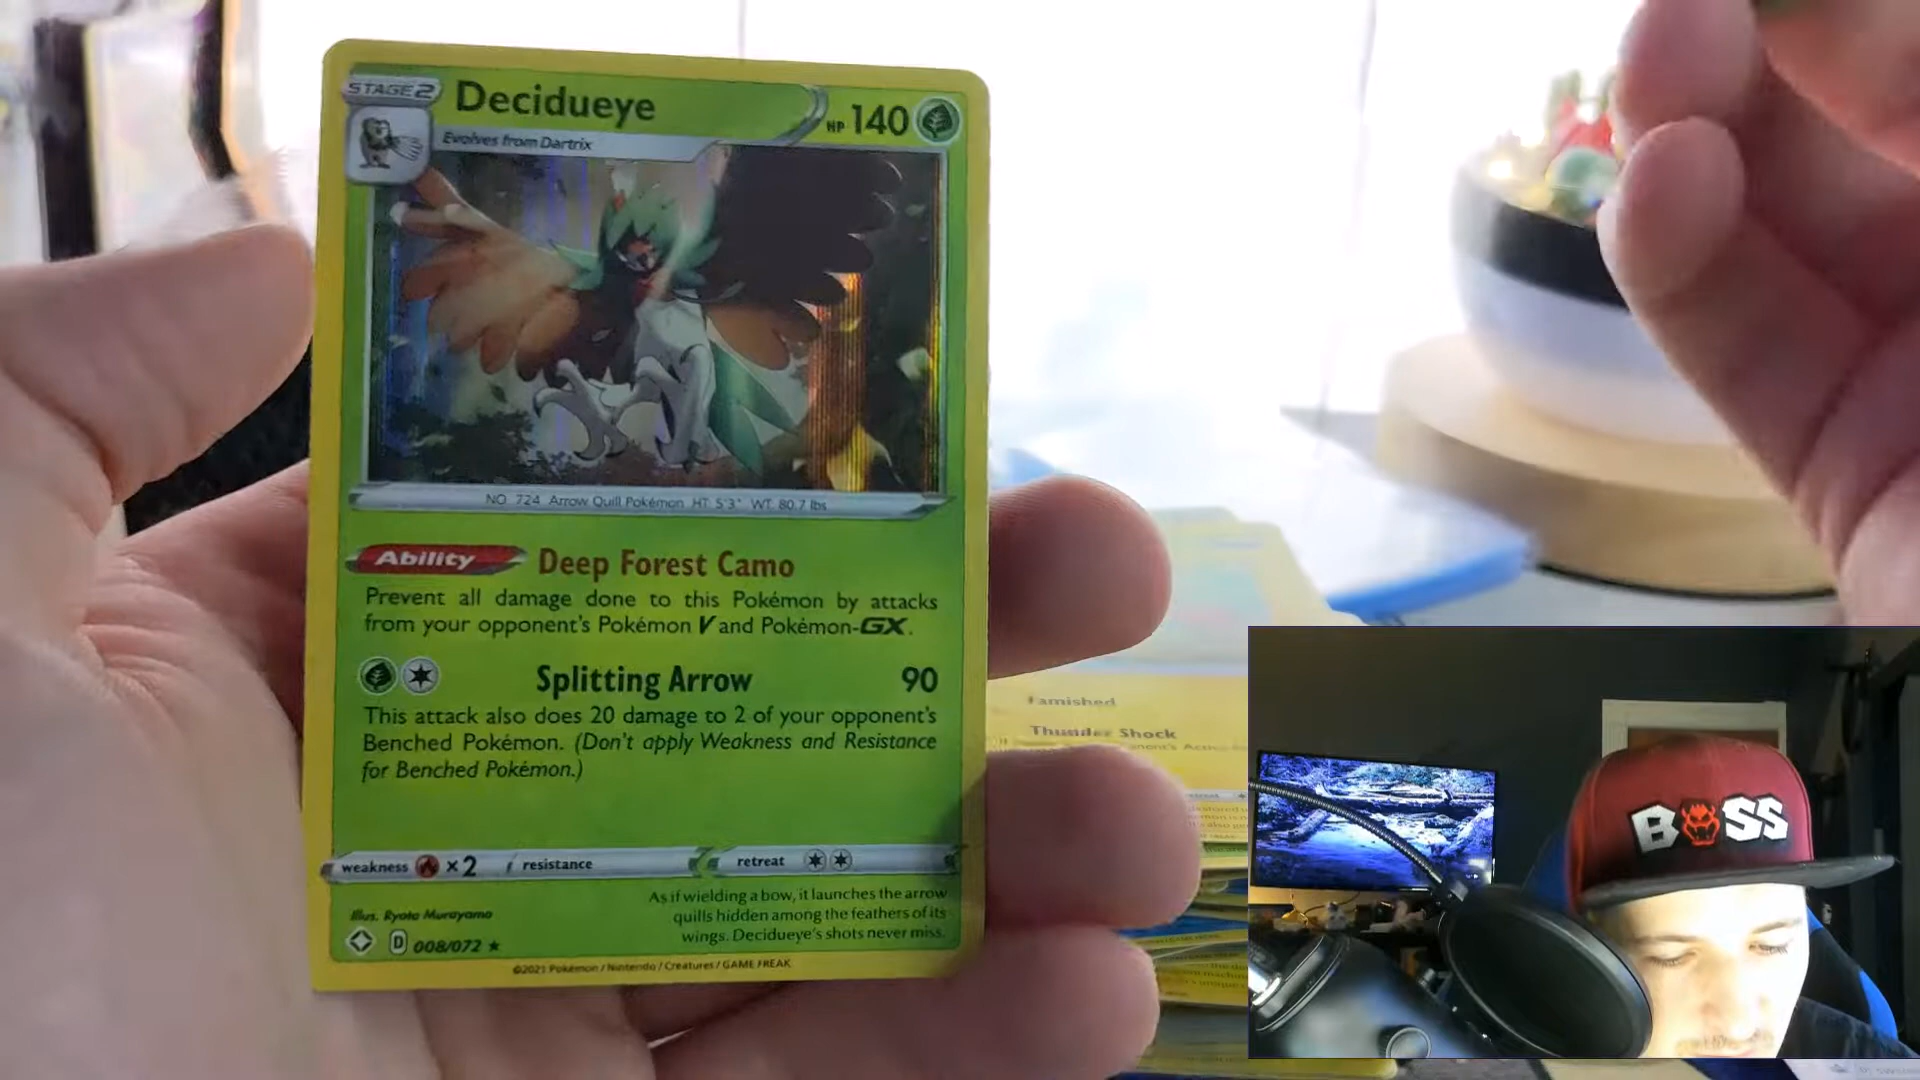 STAGE 2
Decidueye
HP 140
Evolves from Dartrix
NO. 724 Arrow Quill Pokémon HT: 5'3" WT: 80.7 lbs
Ability Deep Forest Camo
Prevent all damage done to this Pokémon by attacks
from your opponent's Pokémon V and Pokémon-GX.
Splitting Arrow 90
This attack also does 20 damage to 2 of your opponent's
Benched Pokémon. (Don't apply Weakness and Resistance
for Benched Pokémon.)
weakness ×2 resistance retreat
As if wielding a bow, it launches the arrow
quills hidden among the feathers of its
wings. Decidueye's shots never miss.
Illus. Ryota Murayama
D 008/072 ★
©2021 Pokémon / Nintendo / Creatures / GAME FREAK
Famished
Thunder Shock
BOSS